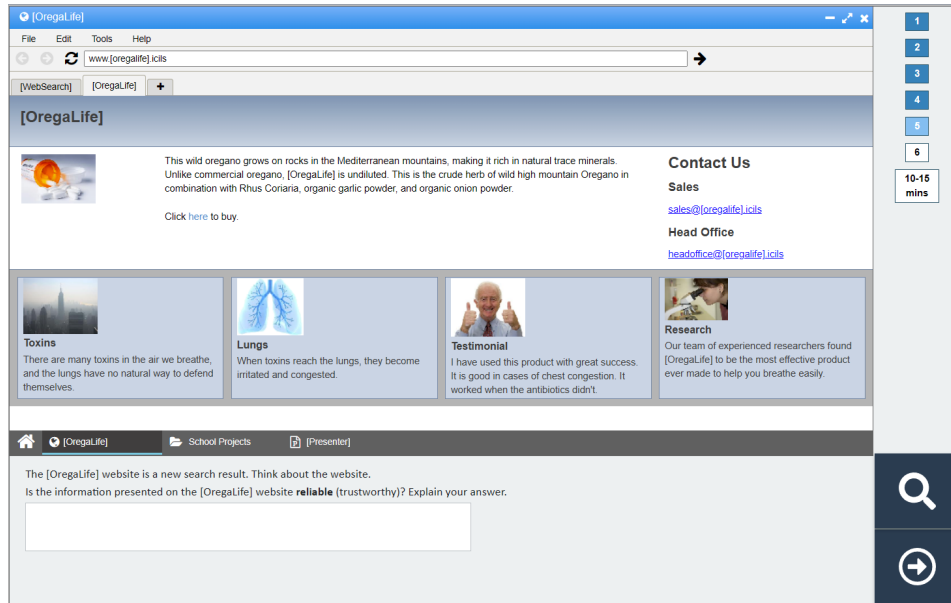 [OregaLife]
File Edit Tools Help
www.[oregalife].icils
[WebSearch] [OregaLife]
[OregaLife]
This wild oregano grows on rocks in the Mediterranean mountains, making it rich in natural trace minerals.
Unlike commercial oregano, [OregaLife] is undiluted. This is the crude herb of wild high mountain Oregano in
combination with Rhus Coriaria, organic garlic powder, and organic onion powder.
Click here to buy.
Contact Us
Sales
sales@[oregalife].icils
Head Office
headoffice@[oregalife].icils
Toxins
There are many toxins in the air we breathe,
and the lungs have no natural way to defend
themselves.
Lungs
When toxins reach the lungs, they become
irritated and congested.
Testimonial
I have used this product with great success.
It is good in cases of chest congestion. It
worked when the antibiotics didn't.
Research
Our team of experienced researchers found
[OregaLife] to be the most effective product
ever made to help you breathe easily.
[OregaLife] School Projects [Presenter]
The [OregaLife] website is a new search result. Think about the website.
Is the information presented on the [OregaLife] website reliable (trustworthy)? Explain your answer.
1
2
3
4
5
6
10-15
mins